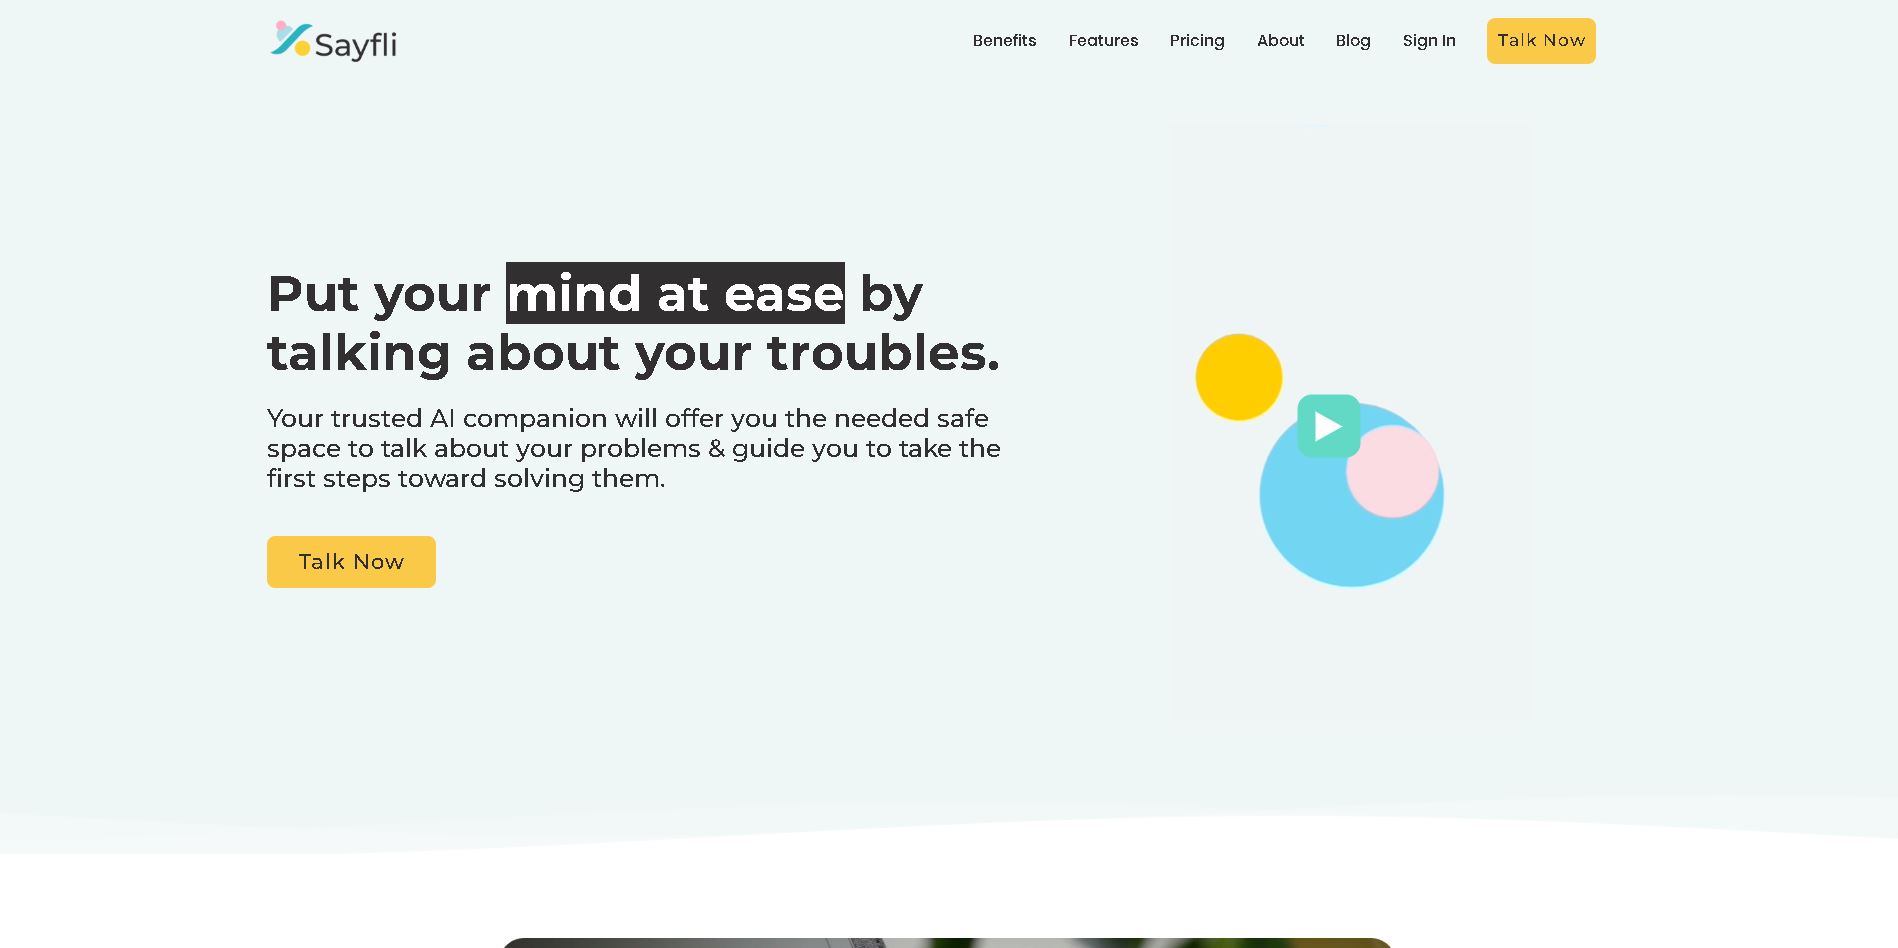 Sayfli
Benefits
Features
Pricing
About
Blog
Sign In
Talk Now
Put your mind at ease by
talking about your troubles.
Your trusted AI companion will offer you the needed safe
space to talk about your problems & guide you to take the
first steps toward solving them.
Talk Now